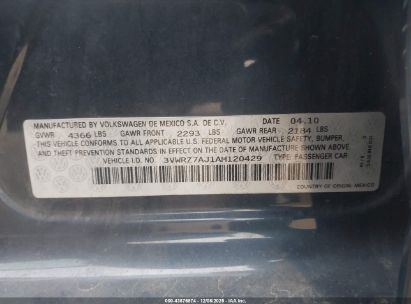 MANUFACTURED BY VOLKSWAGEN DE MEXICO S.A. DE C.V. 04.10
GVWR 4366 LBS GAWR FRONT 2293 LBS GAWR REAR 2184 LBS
THIS VEHICLE CONFORMS TO ALL APPLICABLE U.S. FEDERAL MOTOR VEHICLE SAFETY, BUMPER,
AND THEFT PREVENTION STANDARDS IN EFFECT ON THE DATE OF MANUFACTURE SHOWN ABOVE
VEHICLE I.D. NO. 3VWRZ7AJ1AM120429 TYPE: PASSENGER CAR
COUNTRY OF ORIGIN: MEXICO